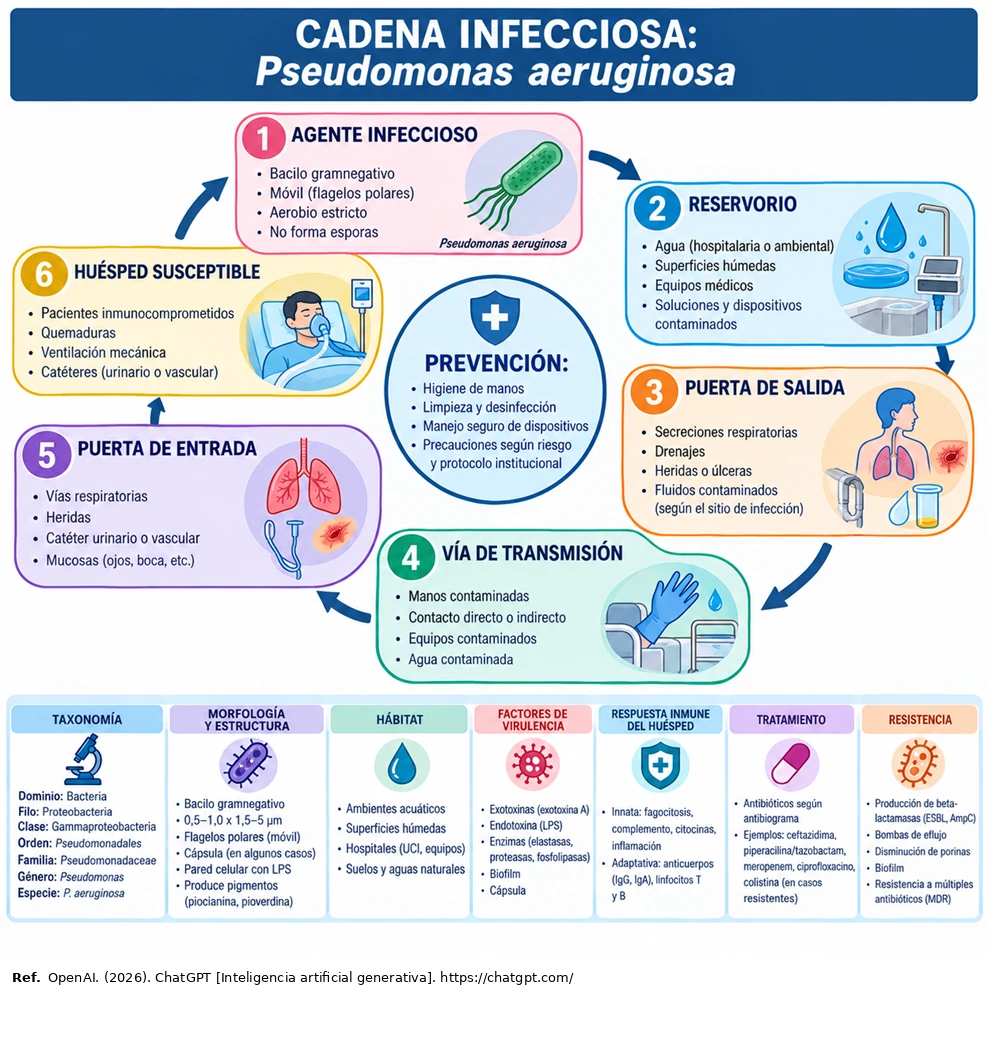 CADENA INFECCIOSA:
Pseudomonas aeruginosa
1 AGENTE INFECCIOSO
• Bacilo gramnegativo
• Móvil (flagelos polares)
• Aerobio estricto
• No forma esporas
Pseudomonas aeruginosa
2 RESERVORIO
• Agua (hospitalaria o ambiental)
• Superficies húmedas
• Equipos médicos
• Soluciones y dispositivos
contaminados
3 PUERTA DE SALIDA
• Secreciones respiratorias
• Drenajes
• Heridas o úlceras
• Fluidos contaminados
(según el sitio de infección)
4 VÍA DE TRANSMISIÓN
• Manos contaminadas
• Contacto directo o indirecto
• Equipos contaminados
• Agua contaminada
5 PUERTA DE ENTRADA
• Vías respiratorias
• Heridas
• Catéter urinario o vascular
• Mucosas (ojos, boca, etc.)
6 HUÉSPED SUSCEPTIBLE
• Pacientes inmunocomprometidos
• Quemaduras
• Ventilación mecánica
• Catéteres (urinario o vascular)
PREVENCIÓN:
• Higiene de manos
• Limpieza y desinfección
• Manejo seguro de dispositivos
• Precauciones según riesgo
y protocolo institucional
TAXONOMÍA
Dominio: Bacteria
Filo: Proteobacteria
Clase: Gammaproteobacteria
Orden: Pseudomonadales
Familia: Pseudomonadaceae
Género: Pseudomonas
Especie: P. aeruginosa
MORFOLOGÍA
Y ESTRUCTURA
• Bacilo gramnegativo
• 0,5–1,0 x 1,5–5 µm
• Flagelos polares (móvil)
• Cápsula (en algunos casos)
• Pared celular con LPS
• Produce pigmentos
(piocianina, pioverdina)
HÁBITAT
• Ambientes acuáticos
• Superficies húmedas
• Hospitales (UCI, equipos)
• Suelos y aguas naturales
FACTORES DE
VIRULENCIA
• Exotoxinas (exotoxina A)
• Endotoxina (LPS)
• Enzimas (elastasas,
proteasas, fosfolipasas)
• Biofilm
• Cápsula
RESPUESTA INMUNE
DEL HUÉSPED
• Innata: fagocitosis,
complemento, citocinas,
inflamación
• Adaptativa: anticuerpos
(IgG, IgA), linfocitos T
y B
TRATAMIENTO
• Antibióticos según
antibiograma
• Ejemplos: ceftazidima,
piperacilina/tazobactam,
meropenem, ciprofloxacino,
colistina (en casos
resistentes)
RESISTENCIA
• Producción de beta-
lactamasas (ESBL, AmpC)
• Bombas de eflujo
• Disminución de porinas
• Biofilm
• Resistencia a múltiples
antibióticos (MDR)
Ref. OpenAI. (2026). ChatGPT [Inteligencia artificial generativa]. https://chatgpt.com/